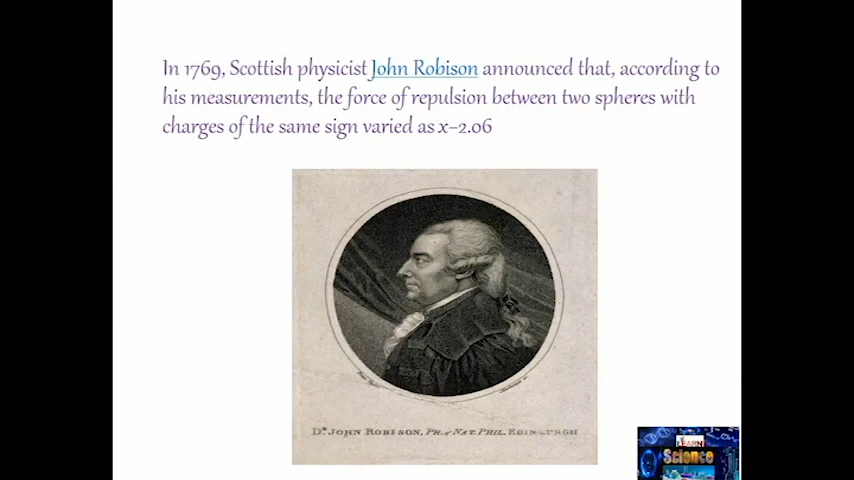 In 1769, Scottish physicist John Robison announced that, according to
his measurements, the force of repulsion between two spheres with
charges of the same sign varied as x−2.06
Dr. JOHN ROBISON, PR. of NAT. PHIL. EDINBURGH
LEARN
Science